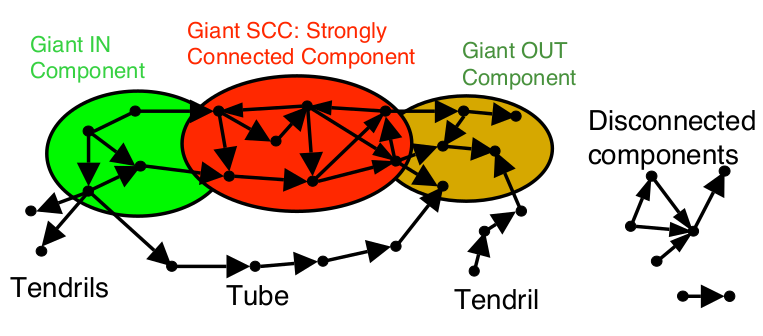 Giant IN
Component
Giant SCC: Strongly
Connected Component
Giant OUT
Component
Disconnected
components
Tendrils
Tube
Tendril